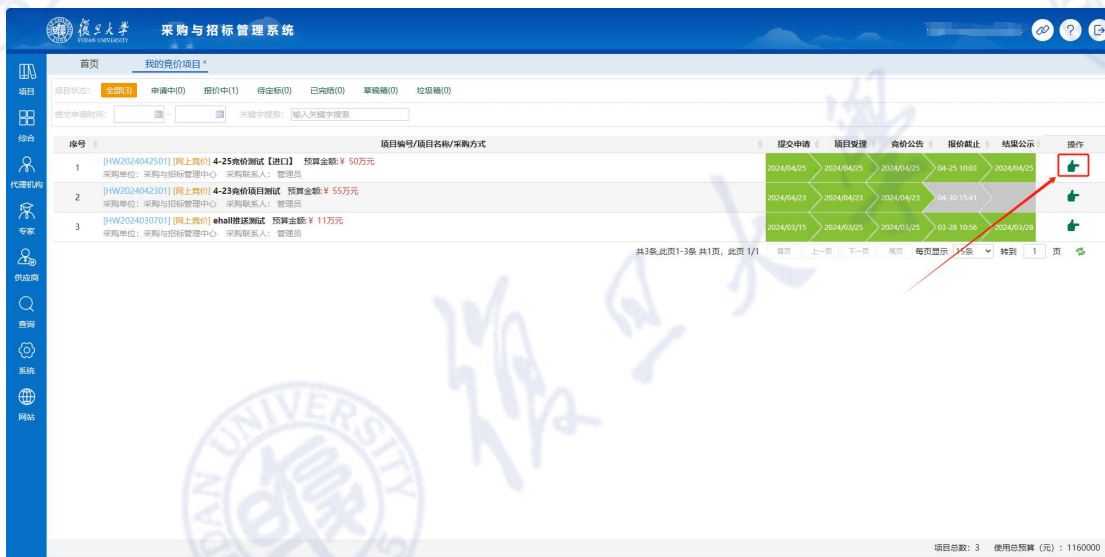 復旦大學 采购与招标管理系统
FUDAN UNIVERSITY
首页 我的竞价项目 ×
项目
综合
代理机构
专家
供应商
查询
系统
网站
项目状态: 全部(3) 申请中(0) 报价中(1) 待定标(0) 已完结(0) 草稿箱(0) 垃圾箱(0)
提交申请时间: - 关键字搜索: 输入关键字搜索
序号 项目编号/项目名称/采购方式 提交申请 项目受理 竞价公告 报价截止 结果公示 操作
1 [HW2024042501] [网上竞价] 4-25竞价测试【进口】 预算金额:¥ 50万元
采购单位: 采购与招标管理中心 采购联系人: 管理员
2024/04/25 2024/04/25 2024/04/25 04-25 10:03 2024/04/25
2 [HW2024042301] [网上竞价] 4-23竞价项目测试 预算金额:¥ 55万元
采购单位: 采购与招标管理中心 采购联系人: 管理员
2024/04/23 2024/04/23 2024/04/23 04-30 15:41
3 [HW2024030701] [网上竞价] ehall推送测试 预算金额:¥ 11万元
采购单位: 采购与招标管理中心 采购联系人: 管理员
2024/03/15 2024/03/25 2024/03/25 03-28 10:56 2024/03/28
共3条,此页1-3条 共1页, 此页 1/1 首页 上一页 下一页 尾页 每页显示 15条 转到 1 页
项目总数: 3 使用总预算 (元) : 1160000